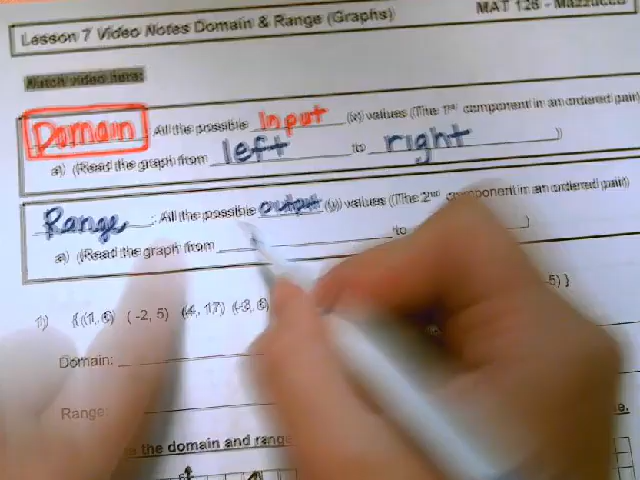 Lesson 7 Video Notes Domain & Range (Graphs) MAT 128 - Mazzucco
Watch video here:
Domain : All the possible input (x) values (The 1st component in an ordered pair)
a) (Read the graph from left to right )
Range : All the possible output (y) values (The 2nd component in an ordered pair)
a) (Read the graph from to )
1) {(1, 6) (-2, 5) (4, 17) (-3, 6) -5) }
Domain:
Range:
the domain and range